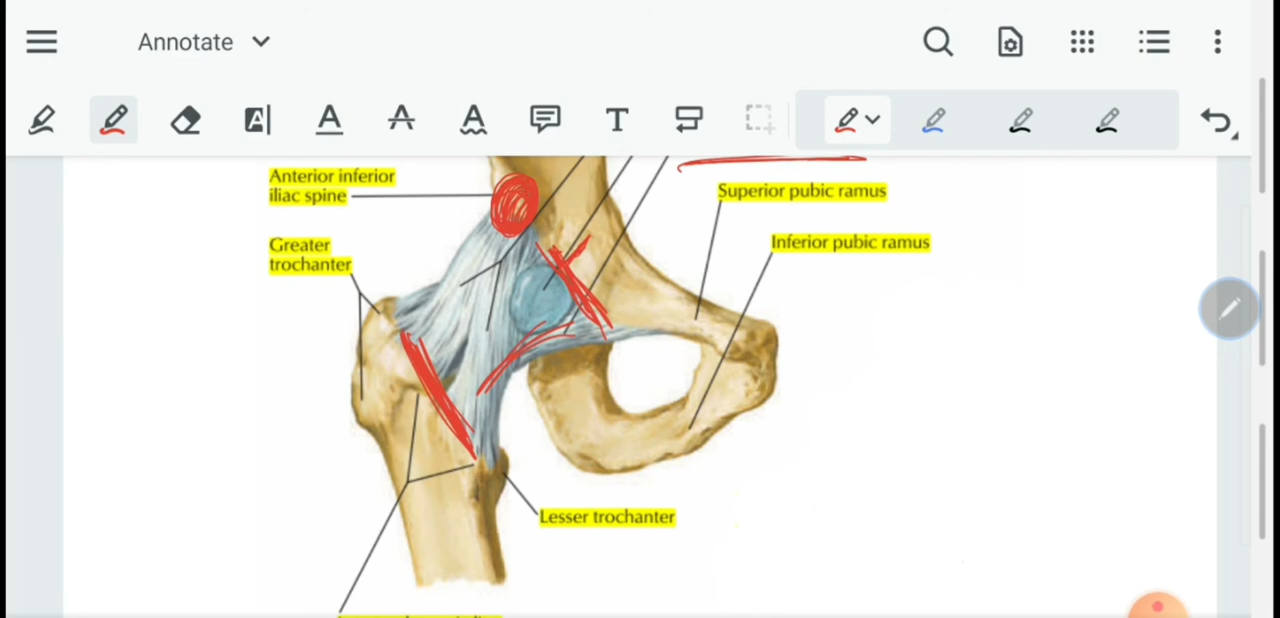 Annotate
A
A
A
A
T
Anterior inferior
iliac spine
Superior pubic ramus
Inferior pubic ramus
Greater
trochanter
Lesser trochanter